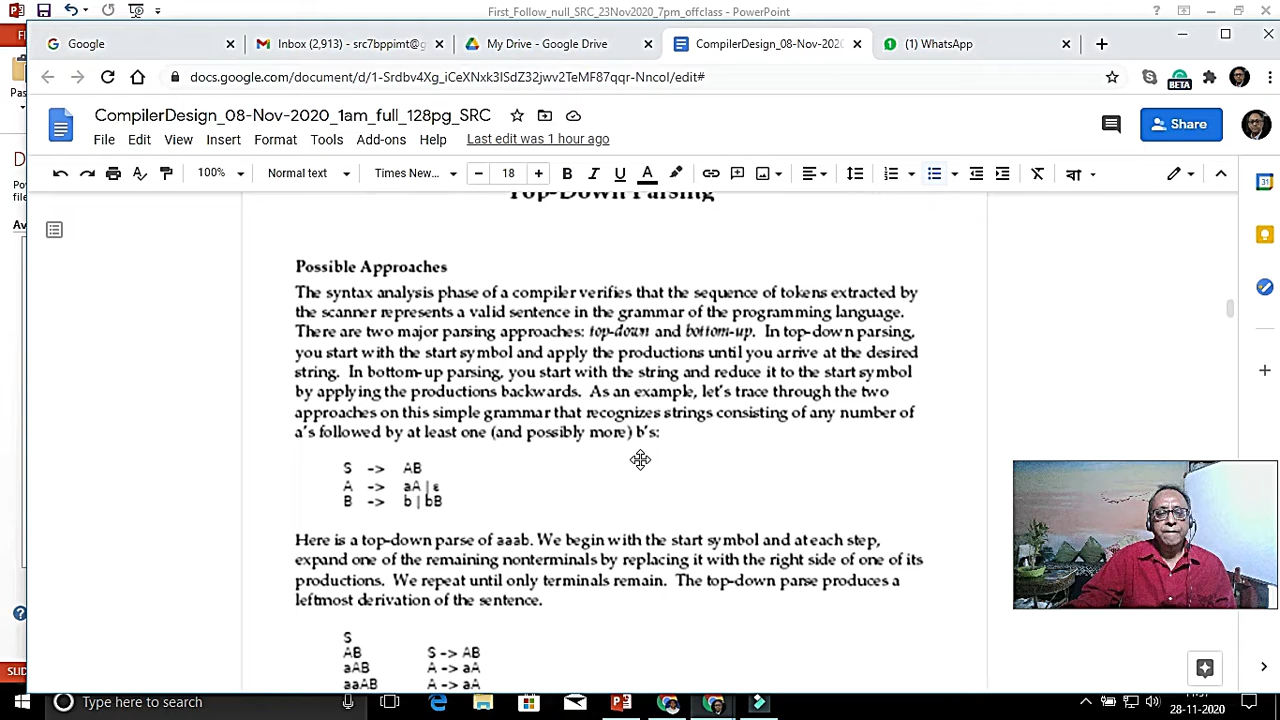 First_Follow_null_SRC_23Nov2020_7pm_offclass - PowerPoint
Google
Inbox (2,913) - src7bppimt@g
My Drive - Google Drive
CompilerDesign_08-Nov-2020
(1) WhatsApp
docs.google.com/document/d/1-Srdbv4Xg_iCeXNxk3ISdZ32jwv2TeMF87qqr-Nncol/edit#
BETA
CompilerDesign_08-Nov-2020_1am_full_128pg_SRC
File Edit View Insert Format Tools Add-ons Help Last edit was 1 hour ago
Share
100% Normal text Times New... 18 B I U A বা
Top-Down Parsing
Possible Approaches
The syntax analysis phase of a compiler verifies that the sequence of tokens extracted by
the scanner represents a valid sentence in the grammar of the programming language.
There are two major parsing approaches: top-down and bottom-up. In top-down parsing,
you start with the start symbol and apply the productions until you arrive at the desired
string. In bottom-up parsing, you start with the string and reduce it to the start symbol
by applying the productions backwards. As an example, let's trace through the two
approaches on this simple grammar that recognizes strings consisting of any number of
a's followed by at least one (and possibly more) b's:
S -> AB
A -> aA | ε
B -> b | bB
Here is a top-down parse of aaab. We begin with the start symbol and at each step,
expand one of the remaining nonterminals by replacing it with the right side of one of its
productions. We repeat until only terminals remain. The top-down parse produces a
leftmost derivation of the sentence.
S
AB S -> AB
aAB A -> aA
aaAB A -> aA
Type here to search
28-11-2020